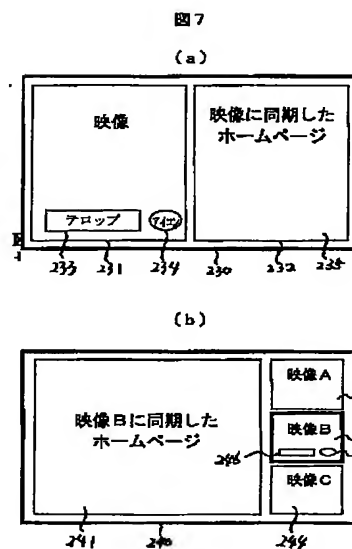 図7
(a)
映像
映像に同期した
ホームページ
テロップ
アイコン
233
231
234
230
232
235
(b)
映像Bに同期した
ホームページ
映像A
映像B
映像C
246
241
240
244